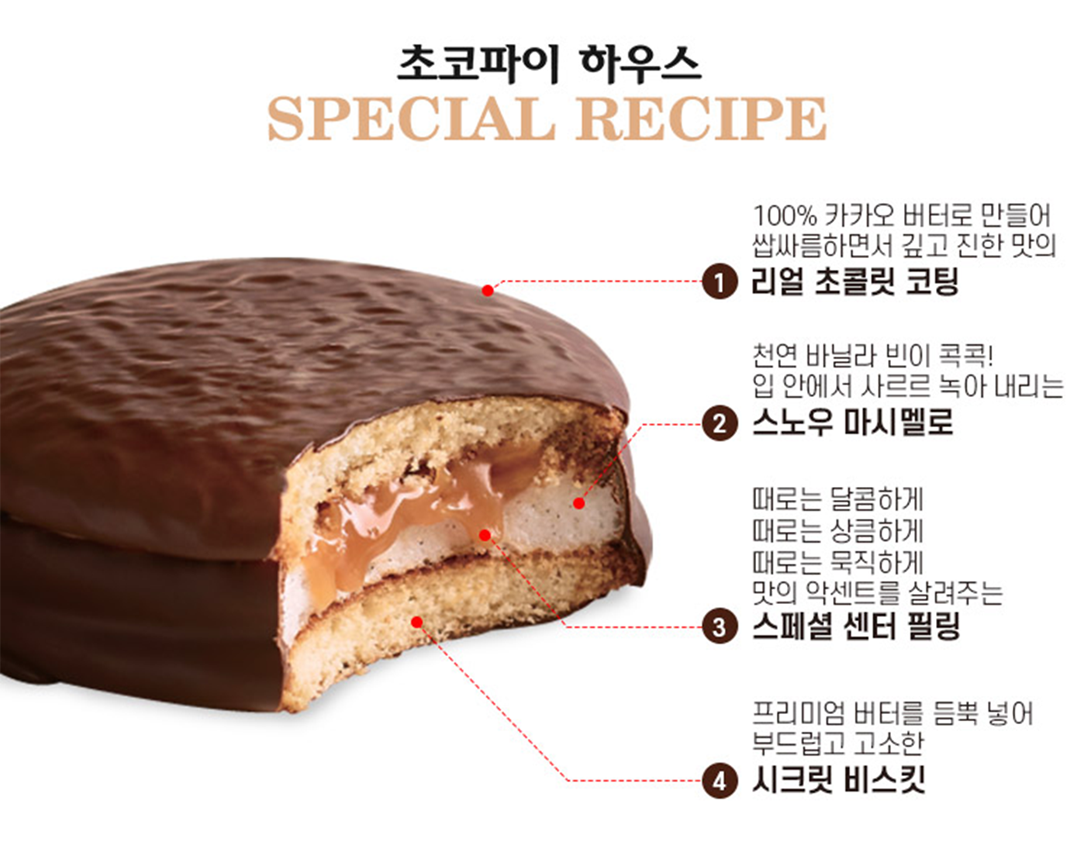 초코파이 하우스
SPECIAL RECIPE
100% 카카오 버터로 만들어
쌉싸름하면서 깊고 진한 맛의
1 리얼 초콜릿 코팅
천연 바닐라 빈이 콕콕!
입 안에서 사르르 녹아 내리는
2 스노우 마시멜로
때로는 달콤하게
때로는 상큼하게
때로는 묵직하게
맛의 악센트를 살려주는
3 스페셜 센터 필링
프리미엄 버터를 듬뿍 넣어
부드럽고 고소한
4 시크릿 비스킷